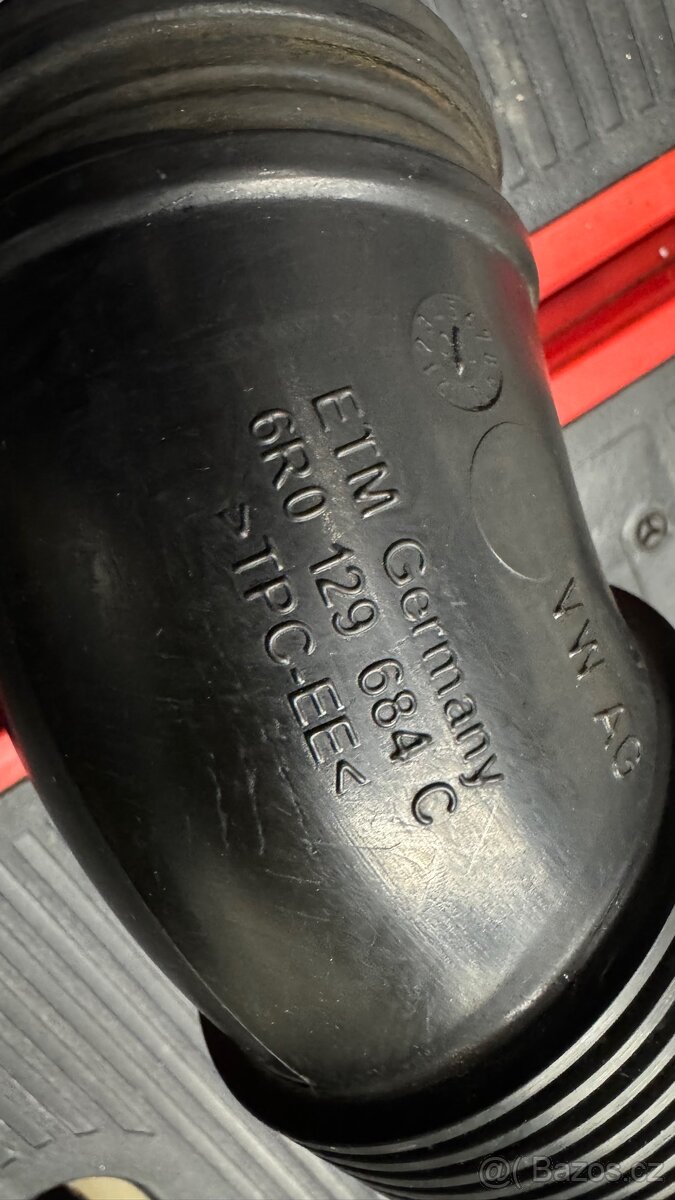 ETM Germany
6R0 129 684 C
>TPC-EE<
VW AG
@( Bazos.cz